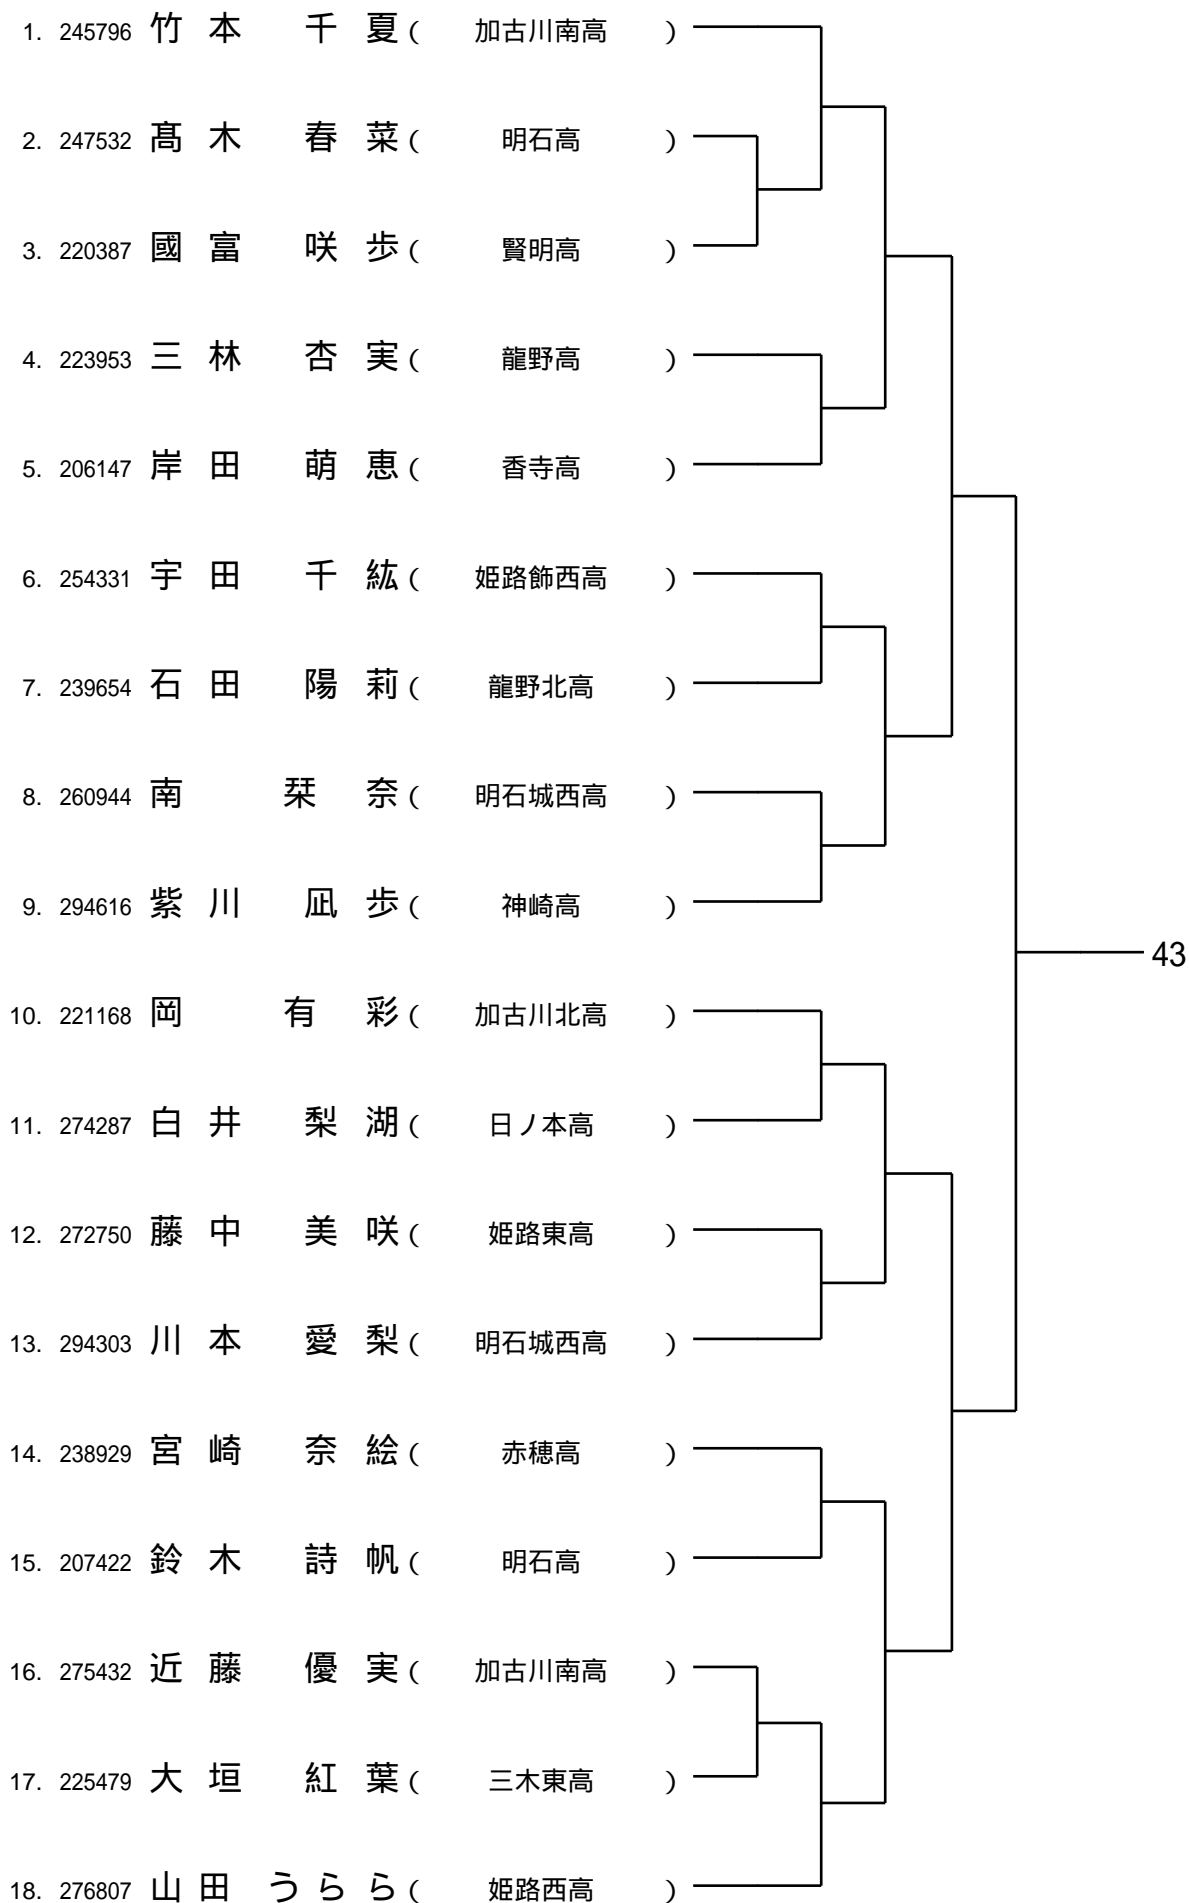 1. 245796 竹本 千夏 ( 加古川南高 )
2. 247532 髙木 春菜 ( 明石高 )
3. 220387 國富 咲歩 ( 賢明高 )
4. 223953 三林 杏実 ( 龍野高 )
5. 206147 岸田 萌恵 ( 香寺高 )
6. 254331 宇田 千紘 ( 姫路飾西高 )
7. 239654 石田 陽莉 ( 龍野北高 )
8. 260944 南 栞奈 ( 明石城西高 )
9. 294616 紫川 凪歩 ( 神崎高 )
43
10. 221168 岡 有彩 ( 加古川北高 )
11. 274287 白井 梨湖 ( 日ノ本高 )
12. 272750 藤中 美咲 ( 姫路東高 )
13. 294303 川本 愛梨 ( 明石城西高 )
14. 238929 宮崎 奈絵 ( 赤穂高 )
15. 207422 鈴木 詩帆 ( 明石高 )
16. 275432 近藤 優実 ( 加古川南高 )
17. 225479 大垣 紅葉 ( 三木東高 )
18. 276807 山田 うらら ( 姫路西高 )